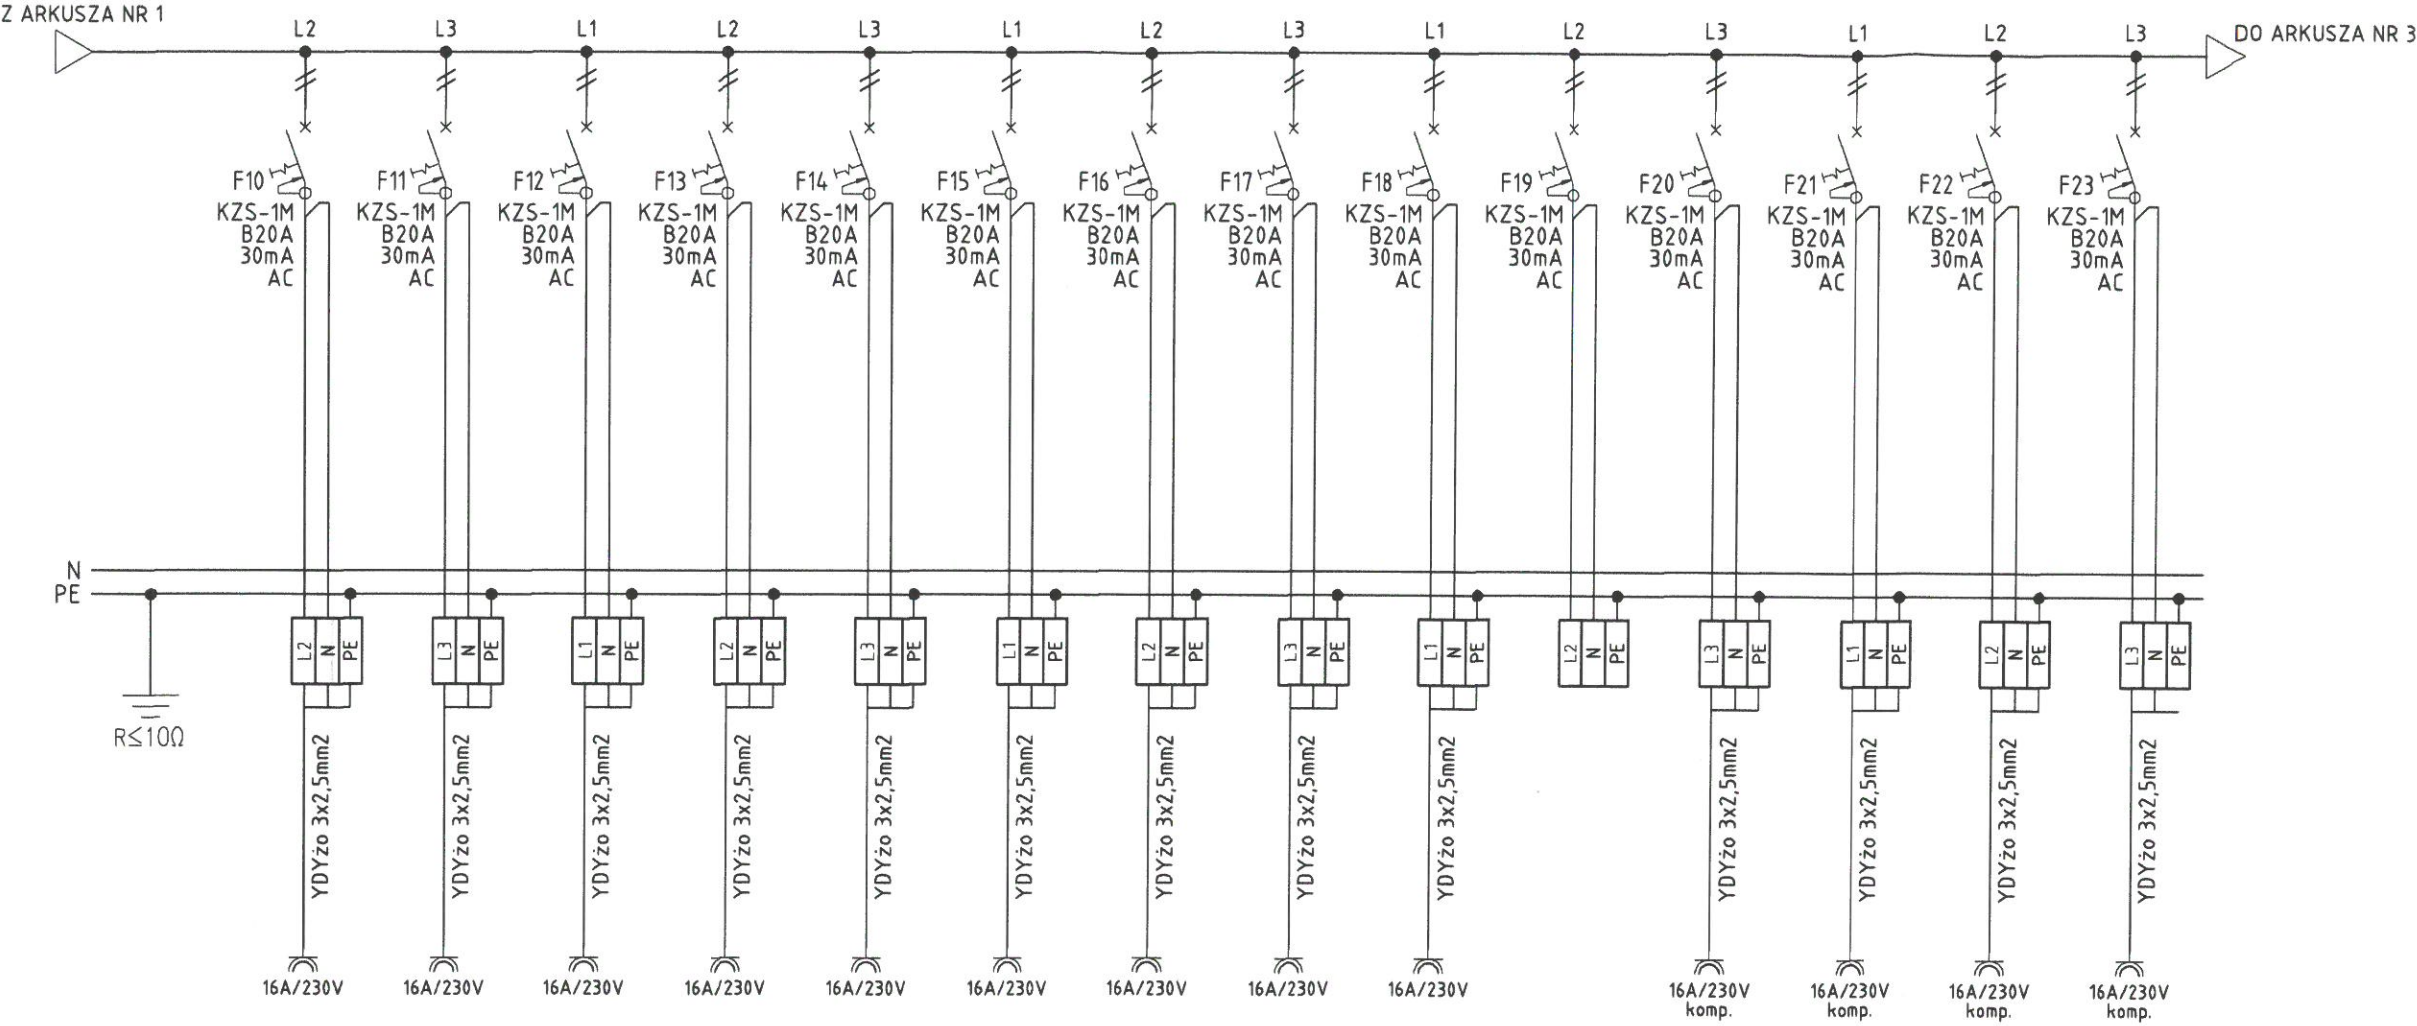 Z ARKUSZA NR 1
L2 L3 L1 L2 L3 L1 L2 L3 L1 L2 L3 L1 L2 L3
DO ARKUSZA NR 3
F10 F11 F12 F13 F14 F15 F16 F17 F18 F19 F20 F21 F22 F23
KZS-1M KZS-1M KZS-1M KZS-1M KZS-1M KZS-1M KZS-1M KZS-1M KZS-1M KZS-1M KZS-1M KZS-1M KZS-1M KZS-1M
B20A B20A B20A B20A B20A B20A B20A B20A B20A B20A B20A B20A B20A B20A
30mA 30mA 30mA 30mA 30mA 30mA 30mA 30mA 30mA 30mA 30mA 30mA 30mA 30mA
AC AC AC AC AC AC AC AC AC AC AC AC AC AC
N
PE
L2 N PE L3 N PE L1 N PE L2 N PE L3 N PE L1 N PE L2 N PE L3 N PE L1 N PE L2 N PE L3 N PE L1 N PE L2 N PE L3 N PE
R≤10Ω
YDYżo 3x2,5mm2 YDYżo 3x2,5mm2 YDYżo 3x2,5mm2 YDYżo 3x2,5mm2 YDYżo 3x2,5mm2 YDYżo 3x2,5mm2 YDYżo 3x2,5mm2 YDYżo 3x2,5mm2 YDYżo 3x2,5mm2 YDYżo 3x2,5mm2 YDYżo 3x2,5mm2 YDYżo 3x2,5mm2 YDYżo 3x2,5mm2
16A/230V 16A/230V 16A/230V 16A/230V 16A/230V 16A/230V 16A/230V 16A/230V 16A/230V 16A/230V 16A/230V 16A/230V 16A/230V
komp. komp. komp. komp.